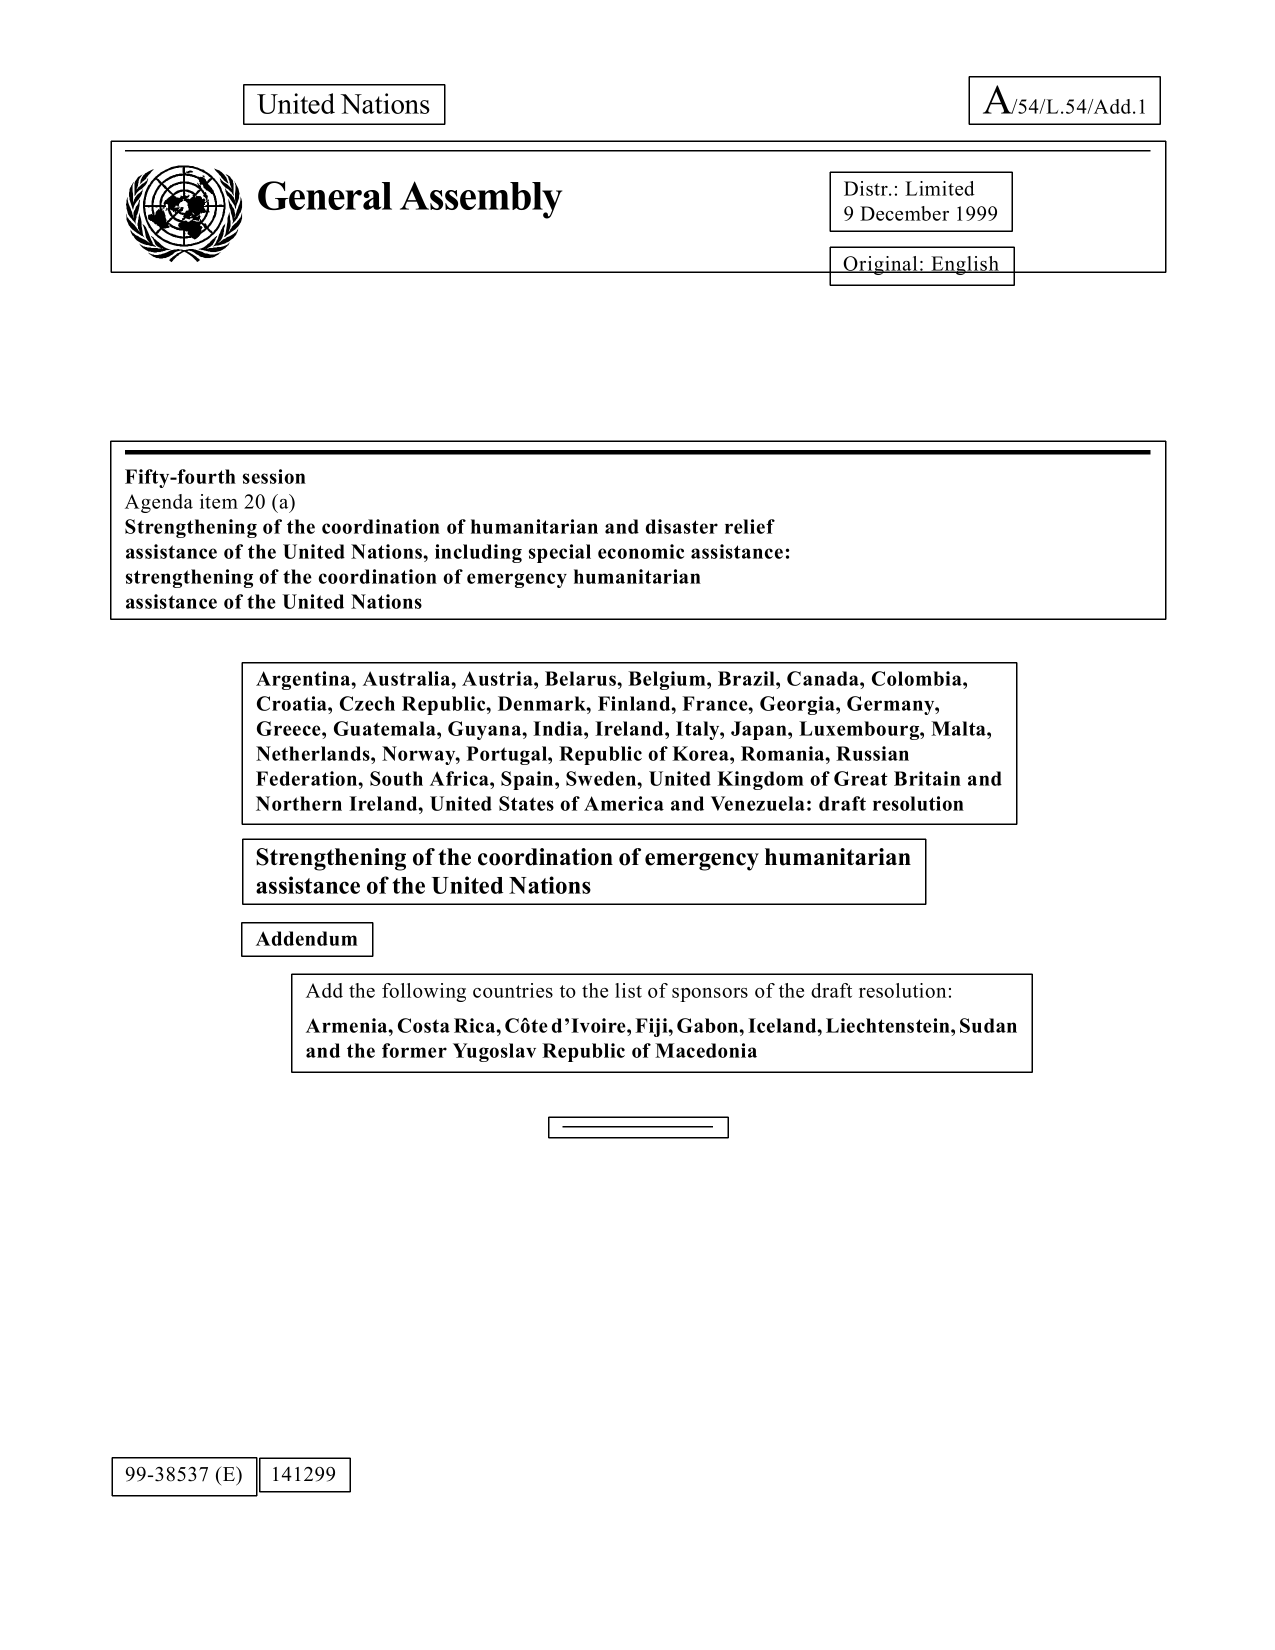 United Nations
A/54/L.54/Add.1
General Assembly
Distr.: Limited
9 December 1999
Original: English
Fifty-fourth session
Agenda item 20 (a)
Strengthening of the coordination of humanitarian and disaster relief
assistance of the United Nations, including special economic assistance:
strengthening of the coordination of emergency humanitarian
assistance of the United Nations
Argentina, Australia, Austria, Belarus, Belgium, Brazil, Canada, Colombia,
Croatia, Czech Republic, Denmark, Finland, France, Georgia, Germany,
Greece, Guatemala, Guyana, India, Ireland, Italy, Japan, Luxembourg, Malta,
Netherlands, Norway, Portugal, Republic of Korea, Romania, Russian
Federation, South Africa, Spain, Sweden, United Kingdom of Great Britain and
Northern Ireland, United States of America and Venezuela: draft resolution
Strengthening of the coordination of emergency humanitarian
assistance of the United Nations
Addendum
Add the following countries to the list of sponsors of the draft resolution:
Armenia, Costa Rica, Côte d’Ivoire, Fiji, Gabon, Iceland, Liechtenstein, Sudan
and the former Yugoslav Republic of Macedonia
99-38537 (E) 141299